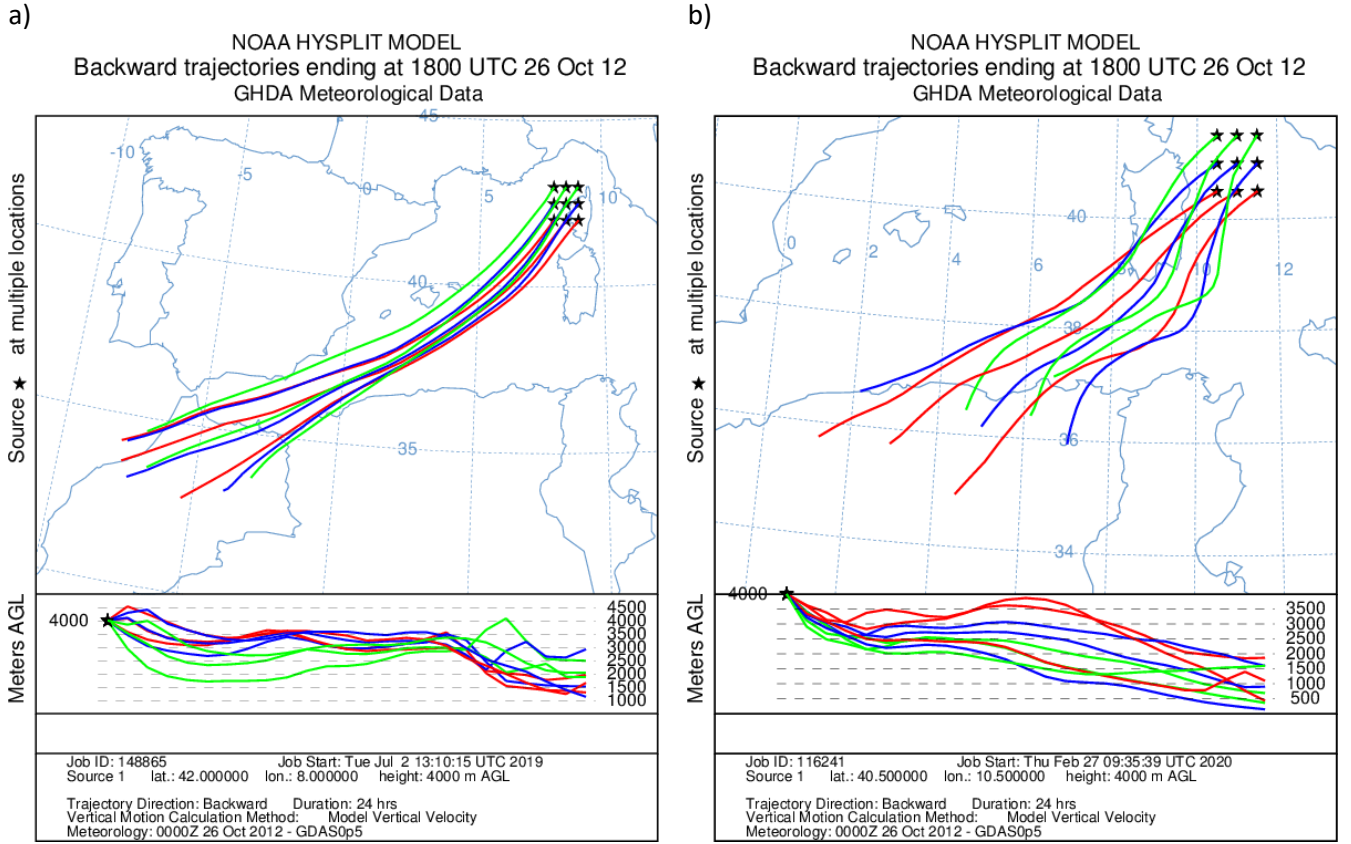 a)
NOAA HYSPLIT MODEL
Backward trajectories ending at 1800 UTC 26 Oct 12
GHDA Meteorological Data
Source ★ at multiple locations
45
-10
-5
0
5
10
40
35
Meters AGL
4000
4500
4000
3500
3000
2500
2000
1500
1000
Job ID: 148865 Job Start: Tue Jul 2 13:10:15 UTC 2019
Source 1 lat.: 42.000000 lon.: 8.000000 height: 4000 m AGL
Trajectory Direction: Backward Duration: 24 hrs
Vertical Motion Calculation Method: Model Vertical Velocity
Meteorology: 0000Z 26 Oct 2012 - GDAS0p5
b)
NOAA HYSPLIT MODEL
Backward trajectories ending at 1800 UTC 26 Oct 12
GHDA Meteorological Data
Source ★ at multiple locations
40
0
2
4
6
10
12
38
36
34
Meters AGL
4000
3500
3000
2500
2000
1500
1000
500
Job ID: 116241 Job Start: Thu Feb 27 09:35:39 UTC 2020
Source 1 lat.: 40.500000 lon.: 10.500000 height: 4000 m AGL
Trajectory Direction: Backward Duration: 24 hrs
Vertical Motion Calculation Method: Model Vertical Velocity
Meteorology: 0000Z 26 Oct 2012 - GDAS0p5